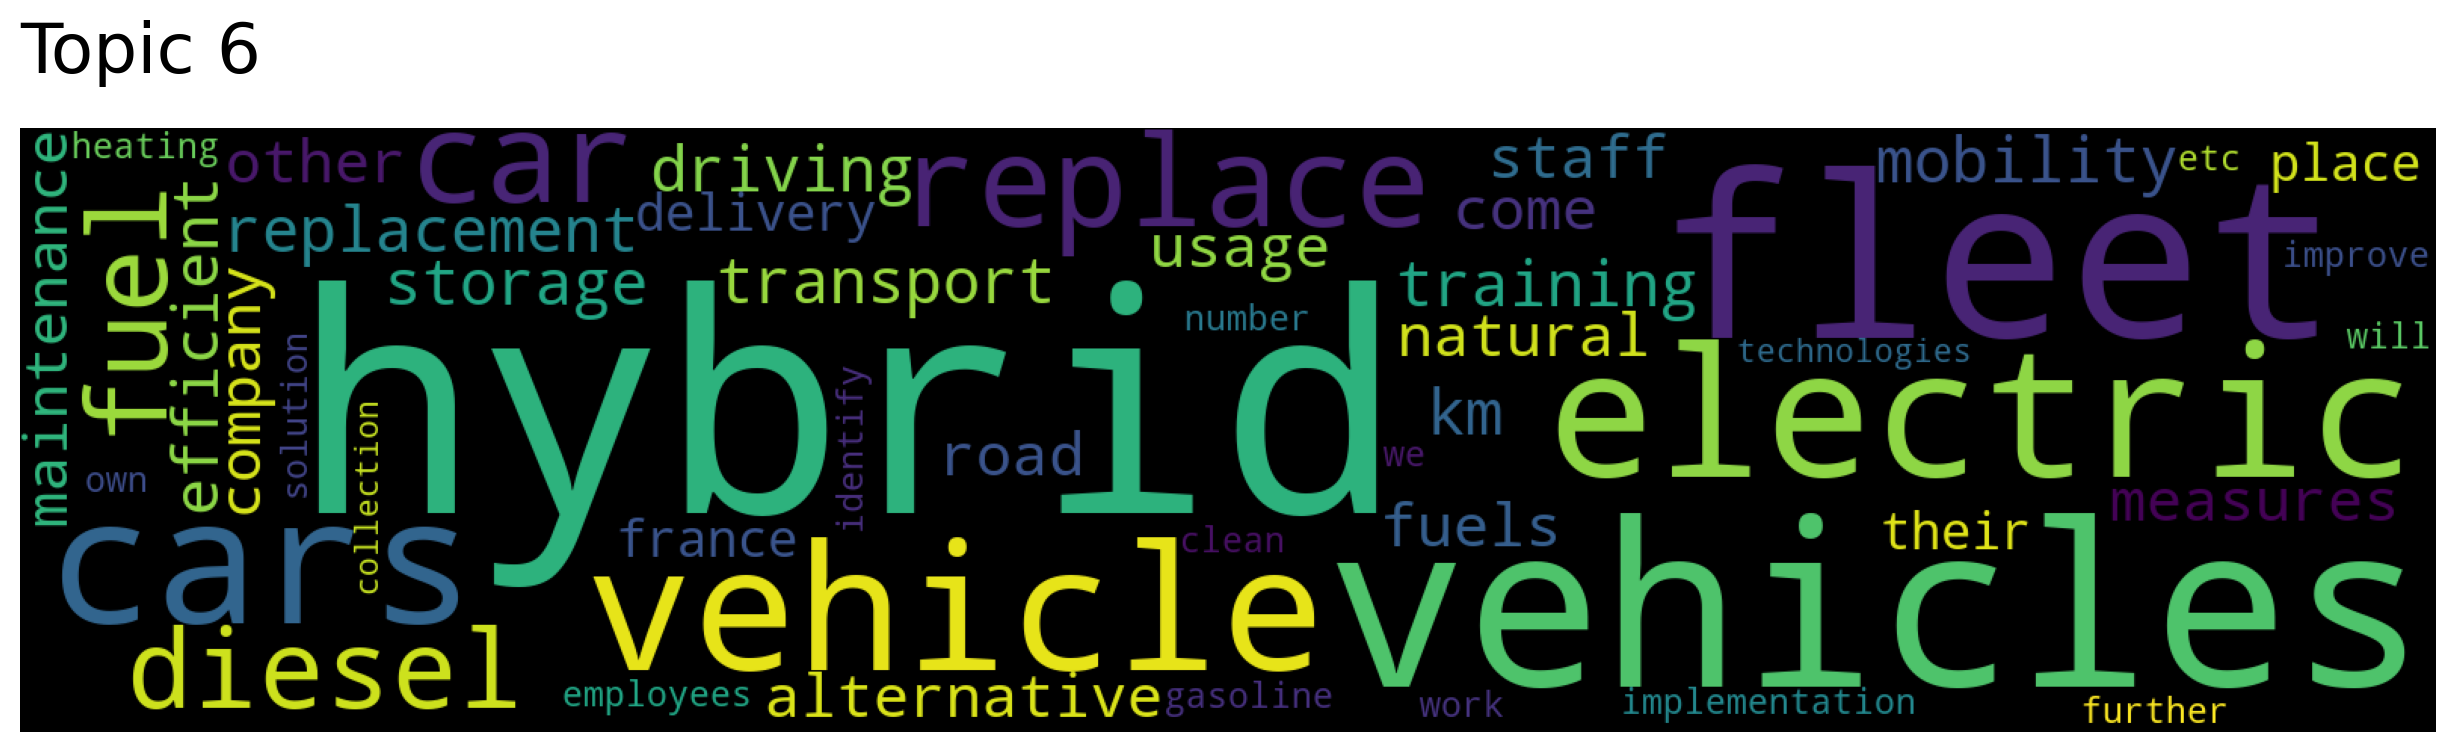 Topic 6
heating
other
car
driving
replace
staff
mobility
etc
place
maintenance
fuel
efficient
replacement
delivery
come
fleet
usage
improve
company
storage
transport
training
hybrid
number
natural
technologies
will
solution
identify
km
electric
collection
road
we
own
measures
cars
france
clean
fuels
their
vehicle
vehicles
diesel
employees
alternative
gasoline
work
implementation
further